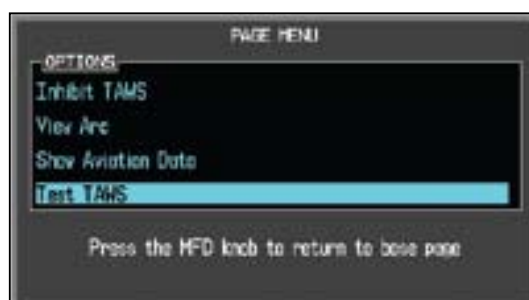 PAGE MENU
OPTIONS
Inhibit TAWS
View Arc
Show Aviation Data
Test TAWS
Press the MFD knob to return to base page